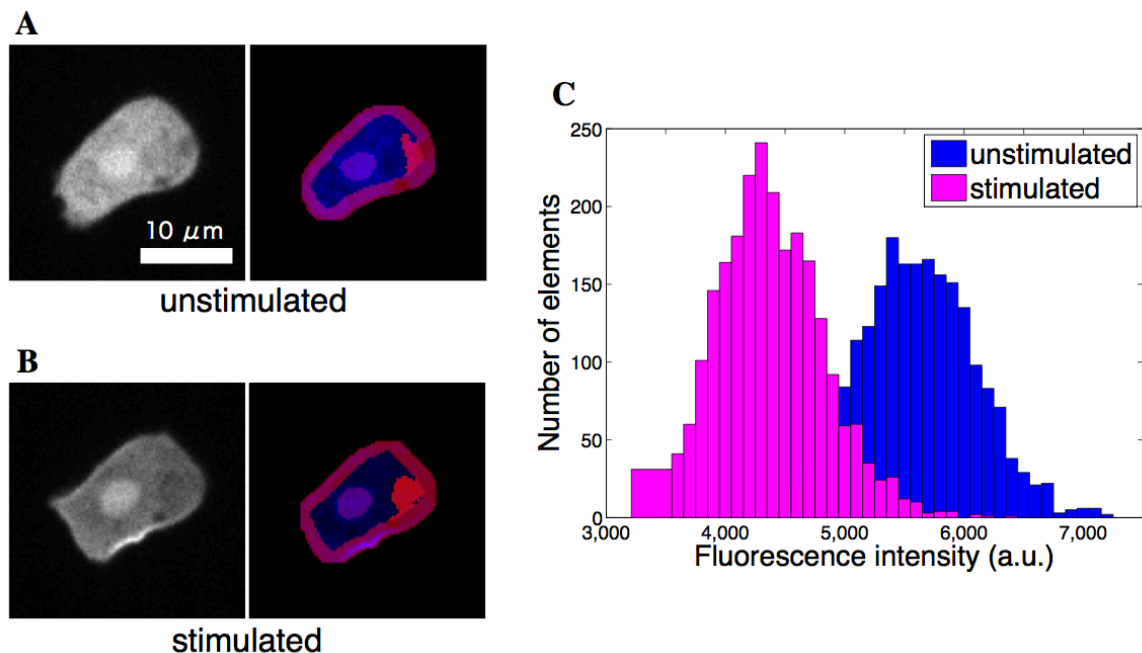 A
10 μm
unstimulated
B
stimulated
C
250
200
150
100
50
0
Number of elements
unstimulated
stimulated
3,000 4,000 5,000 6,000 7,000
Fluorescence intensity (a.u.)